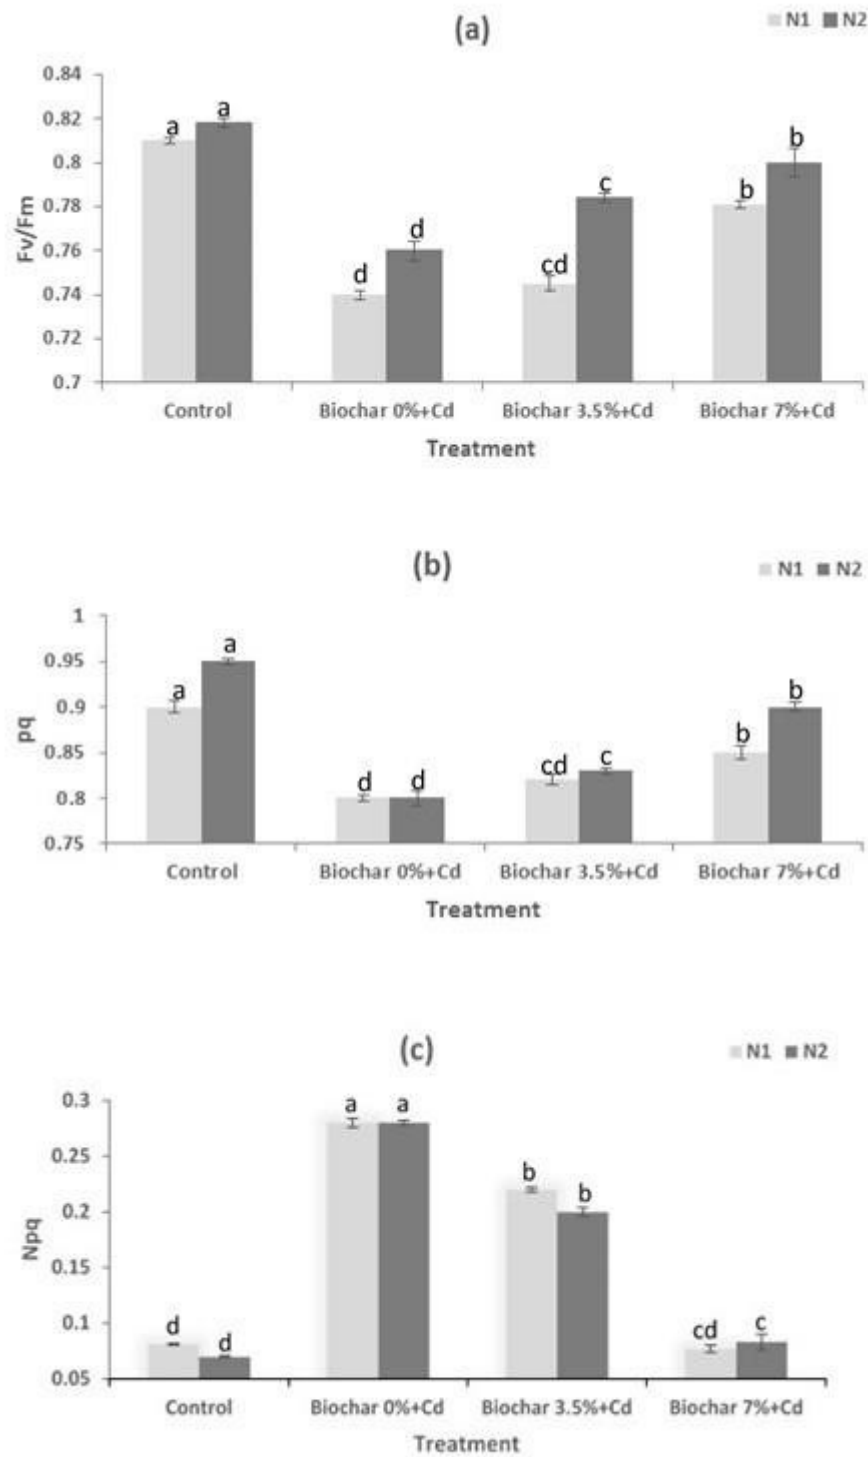 (a)
N1 N2
0.84
0.82
0.8
0.78
0.76
0.74
0.72
0.7
Fv/Fm
a a
d d
cd c
b b
Control Biochar 0%+Cd Biochar 3.5%+Cd Biochar 7%+Cd
Treatment
(b)
N1 N2
1
0.95
0.9
0.85
0.8
0.75
pq
a a
d d
cd c
b b
Control Biochar 0%+Cd Biochar 3.5%+Cd Biochar 7%+Cd
Treatment
(c)
N1 N2
0.3
0.25
0.2
0.15
0.1
0.05
Npq
d d
a a
b b
cd c
Control Biochar 0%+Cd Biochar 3.5%+Cd Biochar 7%+Cd
Treatment